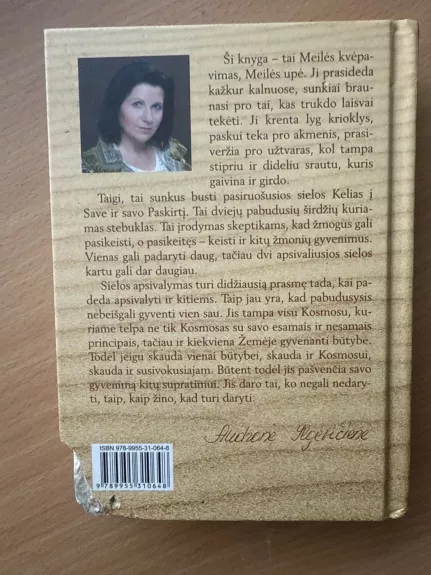 Ši knyga – tai Meilės kvėpa-
vimas, Meilės upė. Ji prasideda
kažkur kalnuose, sunkiai brau-
nasi pro tai, kas trukdo laisvai
tekėti. Ji krenta lyg krioklys,
paskui teka pro akmenis, prasi-
veržia pro užtvaras, kol tampa
stipriu ir dideliu srautu, kuris
gaivina ir girdo.
Taigi, tai sunkus busti pasiruošusios sielos Kelias į
Save ir savo Paskirtį. Tai dviejų pabudusių širdžių kuria-
mas stebuklas. Tai įrodymas skeptikams, kad žmogus gali
pasikeisti, o pasikeitęs – keisti ir kitų žmonių gyvenimus.
Vienas gali padaryti daug, tačiau dvi apsivaliusios sielos
kartu gali dar daugiau.
Sielos apsivalymas turi didžiausią prasmę tada, kai pa-
deda apsivalyti ir kitiems. Taip jau yra, kad pabudusysis
nebeišgali gyventi vien sau. Jis tampa visu Kosmosu, ku-
riame telpa ne tik Kosmosas su savo esamais ir nesamais
principais, tačiau ir kiekviena Žemėje gyvenanti būtybė.
Todėl jeigu skauda vienai būtybei, skauda ir Kosmosui,
skauda ir susivokusiajam. Būtent todėl jis pašvenčia savo
gyvenimą kitų supratimui. Jis daro tai, ko negali nedary-
ti, taip, kaip žino, kad turi daryti.
ISBN 978-9955-31-064-8
9 789955 310648